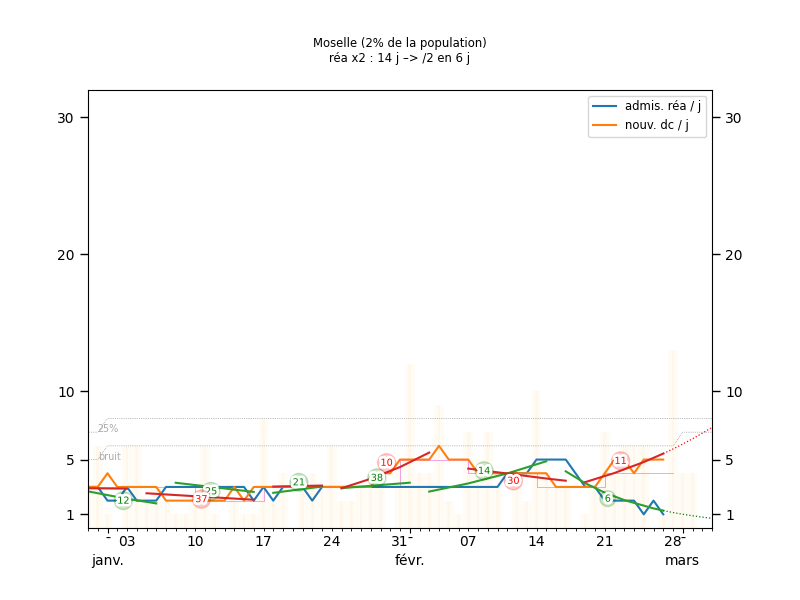 Moselle (2% de la population)
réa x2 : 14 j –> /2 en 6 j
admis. réa / j
nouv. dc / j
30 30
20 20
10 10
25%
bruit
5 5
1 1
12 37 25 21 38 10 14 30 6 11
03 10 17 24 31 07 14 21 28
janv. févr. mars